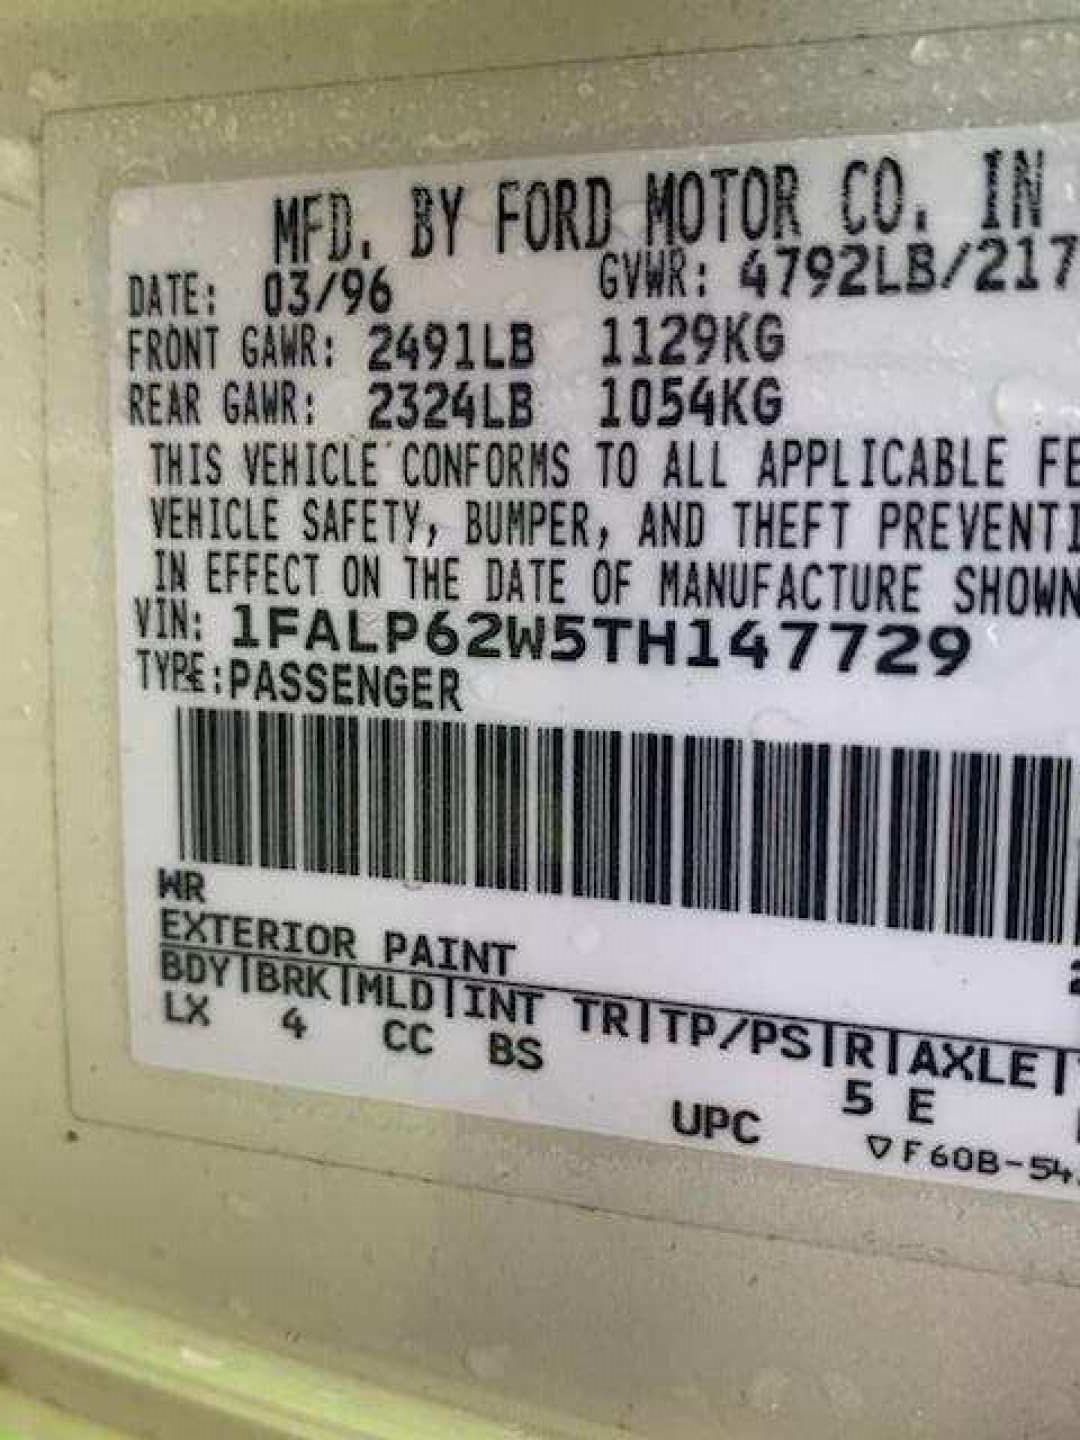 MFD. BY FORD MOTOR CO. IN
DATE: 03/96 GVWR: 4792LB/217
FRONT GAWR: 2491LB 1129KG
REAR GAWR: 2324LB 1054KG
THIS VEHICLE CONFORMS TO ALL APPLICABLE FE
VEHICLE SAFETY, BUMPER, AND THEFT PREVENTI
IN EFFECT ON THE DATE OF MANUFACTURE SHOWN
VIN: 1FALP62W5TH147729
TYPE: PASSENGER
WR
EXTERIOR PAINT
BDY|BRK|MLD|INT TR|TP/PS|R|AXLE|
LX 4 CC BS 5 E
UPC
▽F60B-54